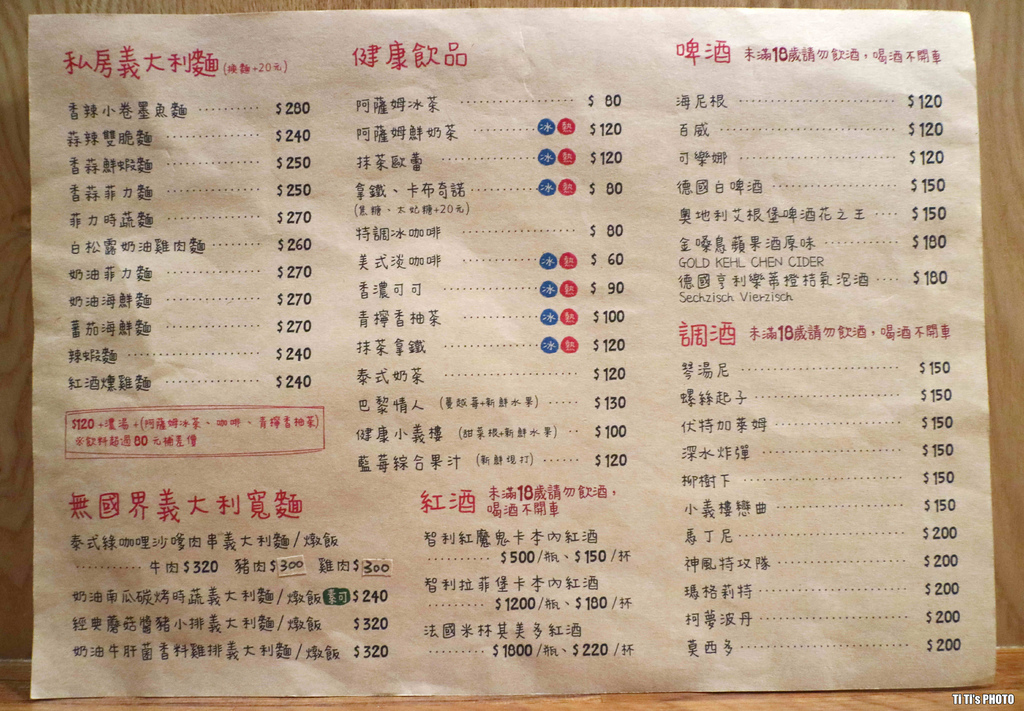 私房義大利麵 (換麵+20元)
香辣小卷墨魚麵 $280
蒜辣雙脆麵 $240
香蒜鮮蝦麵 $250
香蒜菲力麵 $250
菲力時蔬麵 $270
白松露奶油雞肉麵 $260
奶油菲力麵 $270
奶油海鮮麵 $270
蕃茄海鮮麵 $270
辣蝦麵 $240
紅酒燻雞麵 $240
$120+濃湯+(阿薩姆冰茶、咖啡、青檸香抽茶)
※飲料超過80元補差價
無國界義大利寬麵
泰式綠咖哩沙嗲肉串義大利麵/燉飯
牛肉$320 豬肉$300 雞肉$300
奶油南瓜碳烤時蔬義大利麵/燉飯 素可 $240
經典蘑菇醬豬小排義大利麵/燉飯 $320
奶油牛肝菌香料雞排義大利麵/燉飯 $320
健康飲品
阿薩姆冰茶 $80
阿薩姆鮮奶茶 冰 熱 $120
抹茶歐蕾 冰 熱 $120
拿鐵、卡布奇諾 冰 熱 $80
(焦糖、太妃糖+20元)
特調冰咖啡 $80
美式淡咖啡 冰 熱 $60
香濃可可 冰 熱 $90
青檸香抽茶 冰 熱 $100
抹茶拿鐵 冰 熱 $120
泰式奶茶 $120
巴黎情人 (蔓越莓+新鮮水果) $130
健康小義樓 (甜菜根+新鮮水果) $100
藍莓綜合果汁 (新鮮現打) $120
紅酒 未滿18歲請勿飲酒，
喝酒不開車
智利紅魔鬼卡本內紅酒
$500/瓶、$150/杯
智利拉菲堡卡本內紅酒
$1200/瓶、$180/杯
法國米林其美多紅酒
$1800/瓶、$220/杯
啤酒 未滿18歲請勿飲酒，喝酒不開車
海尼根 $120
百威 $120
可樂娜 $120
德國白啤酒 $150
奧地利艾根堡啤酒花之王 $150
金嗓鳥蘋果酒原味 $180
GOLD KEHL CHEN CIDER
德國亨利樂蒂橙桔氣泡酒 $180
Sechzisch Vierzisch
調酒 未滿18歲請勿飲酒，喝酒不開車
琴湯尼 $150
螺絲起子 $150
伏特加萊姆 $150
深水炸彈 $150
柳樹下 $150
小義樓戀曲 $150
馬丁尼 $200
神風特攻隊 $200
瑪格莉特 $200
柯夢波丹 $200
莫西多 $200
TI TI's PHOTO